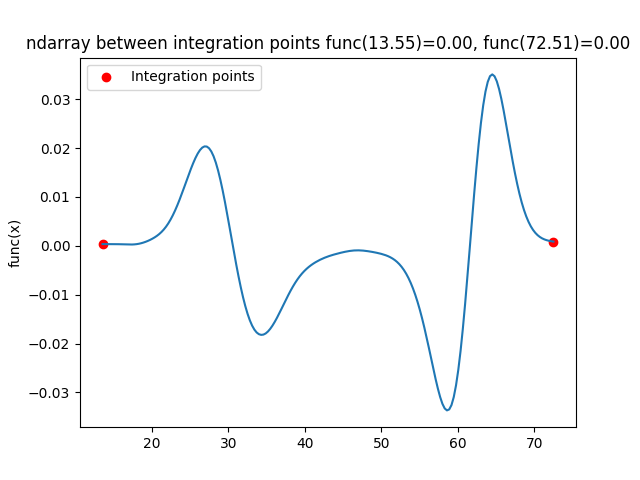 ndarray between integration points func(13.55)=0.00, func(72.51)=0.00
Integration points
func(x)
0.03
0.02
0.01
0.00
−0.01
−0.02
−0.03
20 30 40 50 60 70